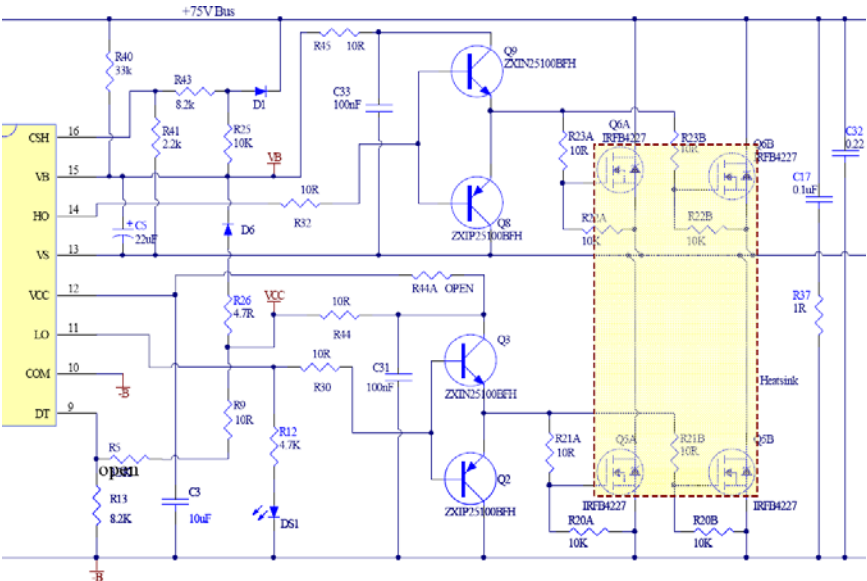 +75V Bus
R40
33k
R45 10R
Q9
ZXIN25100BFH
R43
8.2k
D1
C33
100nF
16
CSH
R41
2.2k
R25
10K
VB
Q6A
IRFB4227
R23A
10R
R23B
10R
Q6B
IRFB4227
C32
0.22
15
VB
14
HO
10R
R32
C17
0.1uF
+
C5
22uF
D6
Q8
ZXIP25100BFH
R22A
10K
R22B
10K
13
VS
12
VCC
R44A OPEN
R26
4.7R
VCC
10R
R44
R37
1R
11
LO
Q3
10R
R30
C31
100nF
10
COM
-B
ZXIN25100BFH
Heatsink
9
DT
R9
10R
R12
4.7K
R5
open
R21A
10R
Q5A
R21B
10R
Q5B
Q2
R13
8.2K
C3
10uF
DS1
ZXIP25100BFH
IRFB4227
IRFB4227
R20A
10K
R20B
10K
-B